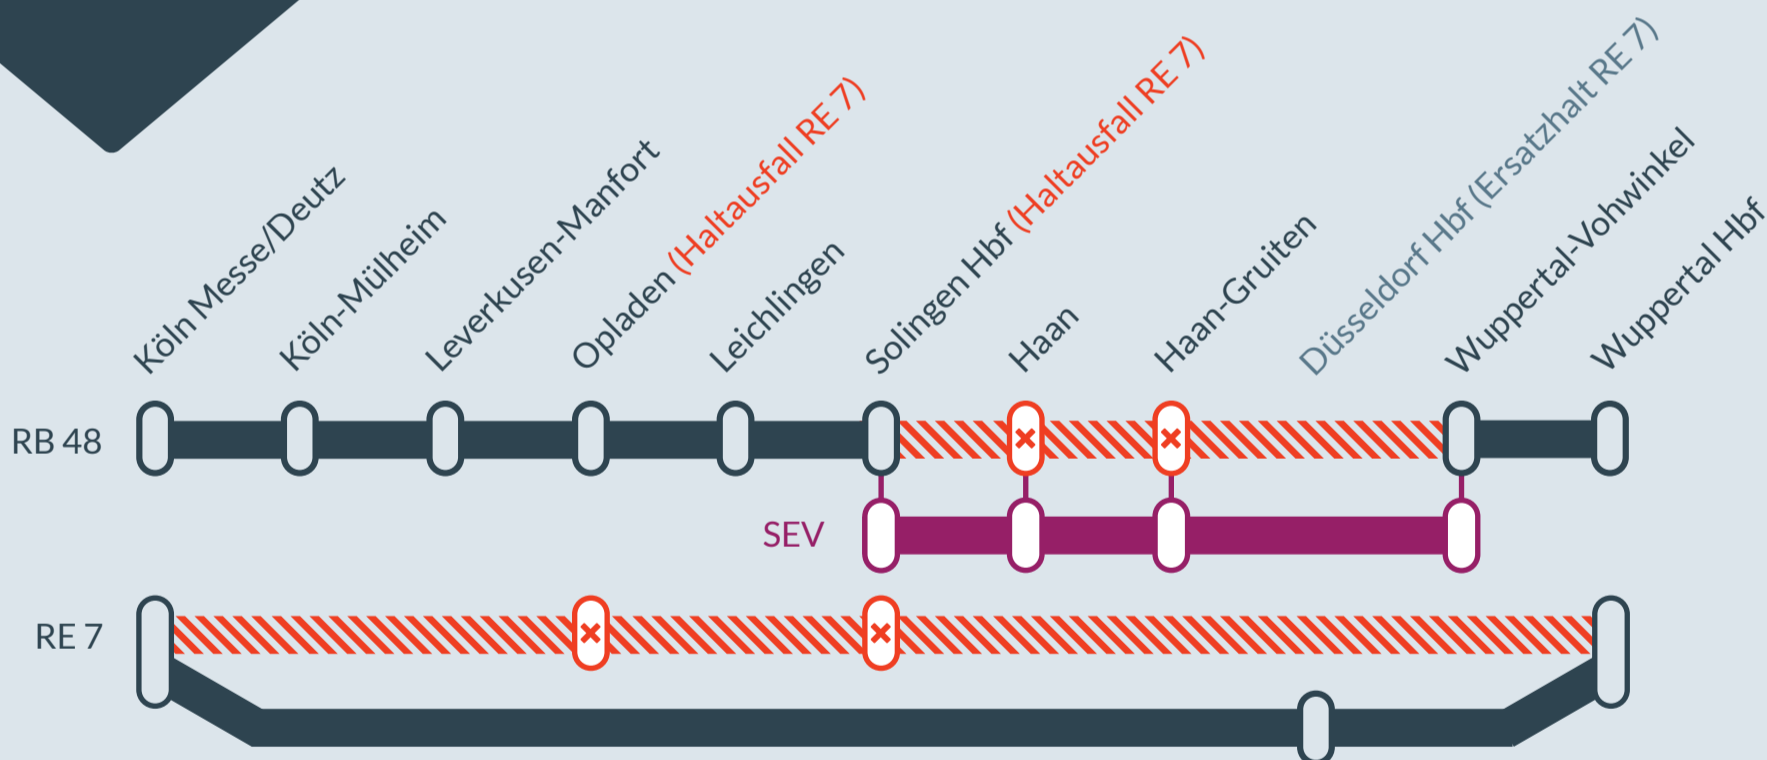 Köln Messe/Deutz
Köln-Mülheim
Leverkusen-Manfort
Opladen (Haltausfall RE 7)
Leichlingen
Solingen Hbf (Haltausfall RE 7)
Haan
Haan-Gruiten
Düsseldorf Hbf (Ersatzhalt RE 7)
Wuppertal-Vohwinkel
Wuppertal Hbf
RB 48
SEV
RE 7